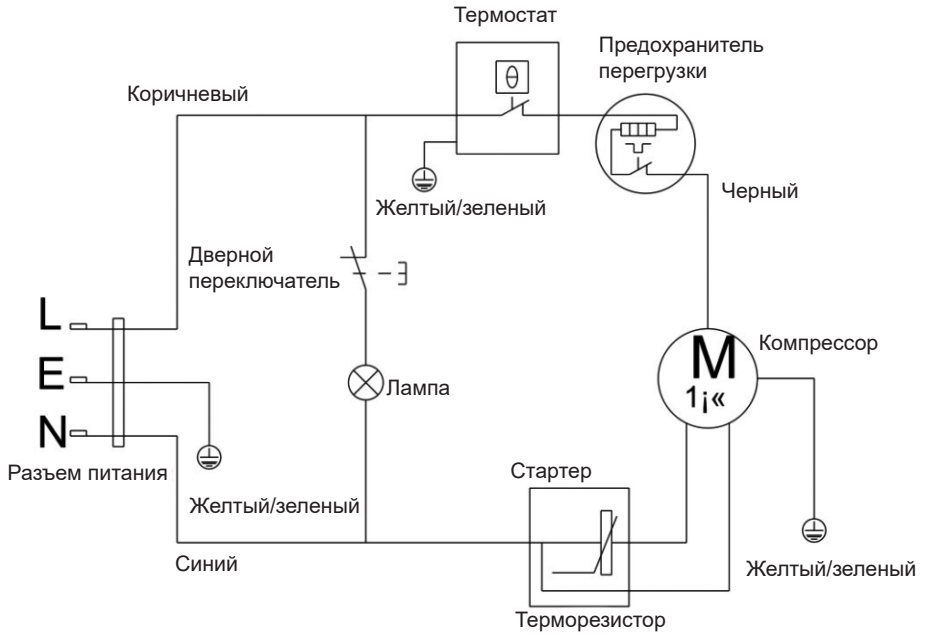 Термостат
Предохранитель
перегрузки
Коричневый
θ
Черный
Желтый/зеленый
Дверной
переключатель
L
E
N
Разъем питания
Лампа
M
1¡«
Компрессор
Стартер
Желтый/зеленый
Синий
Желтый/зеленый
Терморезистор